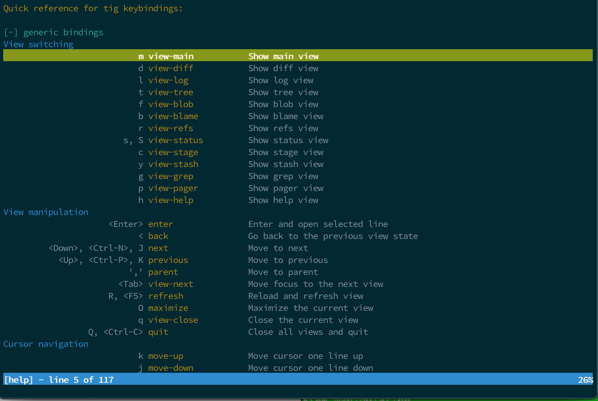 Quick reference for tig keybindings:
[-] generic bindings
View switching
m view-main Show main view
d view-diff Show diff view
l view-log Show log view
t view-tree Show tree view
f view-blob Show blob view
b view-blame Show blame view
r view-refs Show refs view
s, S view-status Show status view
c view-stage Show stage view
y view-stash Show stash view
g view-grep Show grep view
p view-pager Show pager view
h view-help Show help view
View manipulation
<Enter> enter Enter and open selected line
< back Go back to the previous view state
<Down>, <Ctrl-N>, J next Move to next
<Up>, <Ctrl-P>, K previous Move to previous
',' parent Move to parent
<Tab> view-next Move focus to the next view
R, <F5> refresh Reload and refresh view
O maximize Maximize the current view
q view-close Close the current view
Q, <Ctrl-C> quit Close all views and quit
Cursor navigation
k move-up Move cursor one line up
j move-down Move cursor one line down
[help] - line 5 of 117 26%